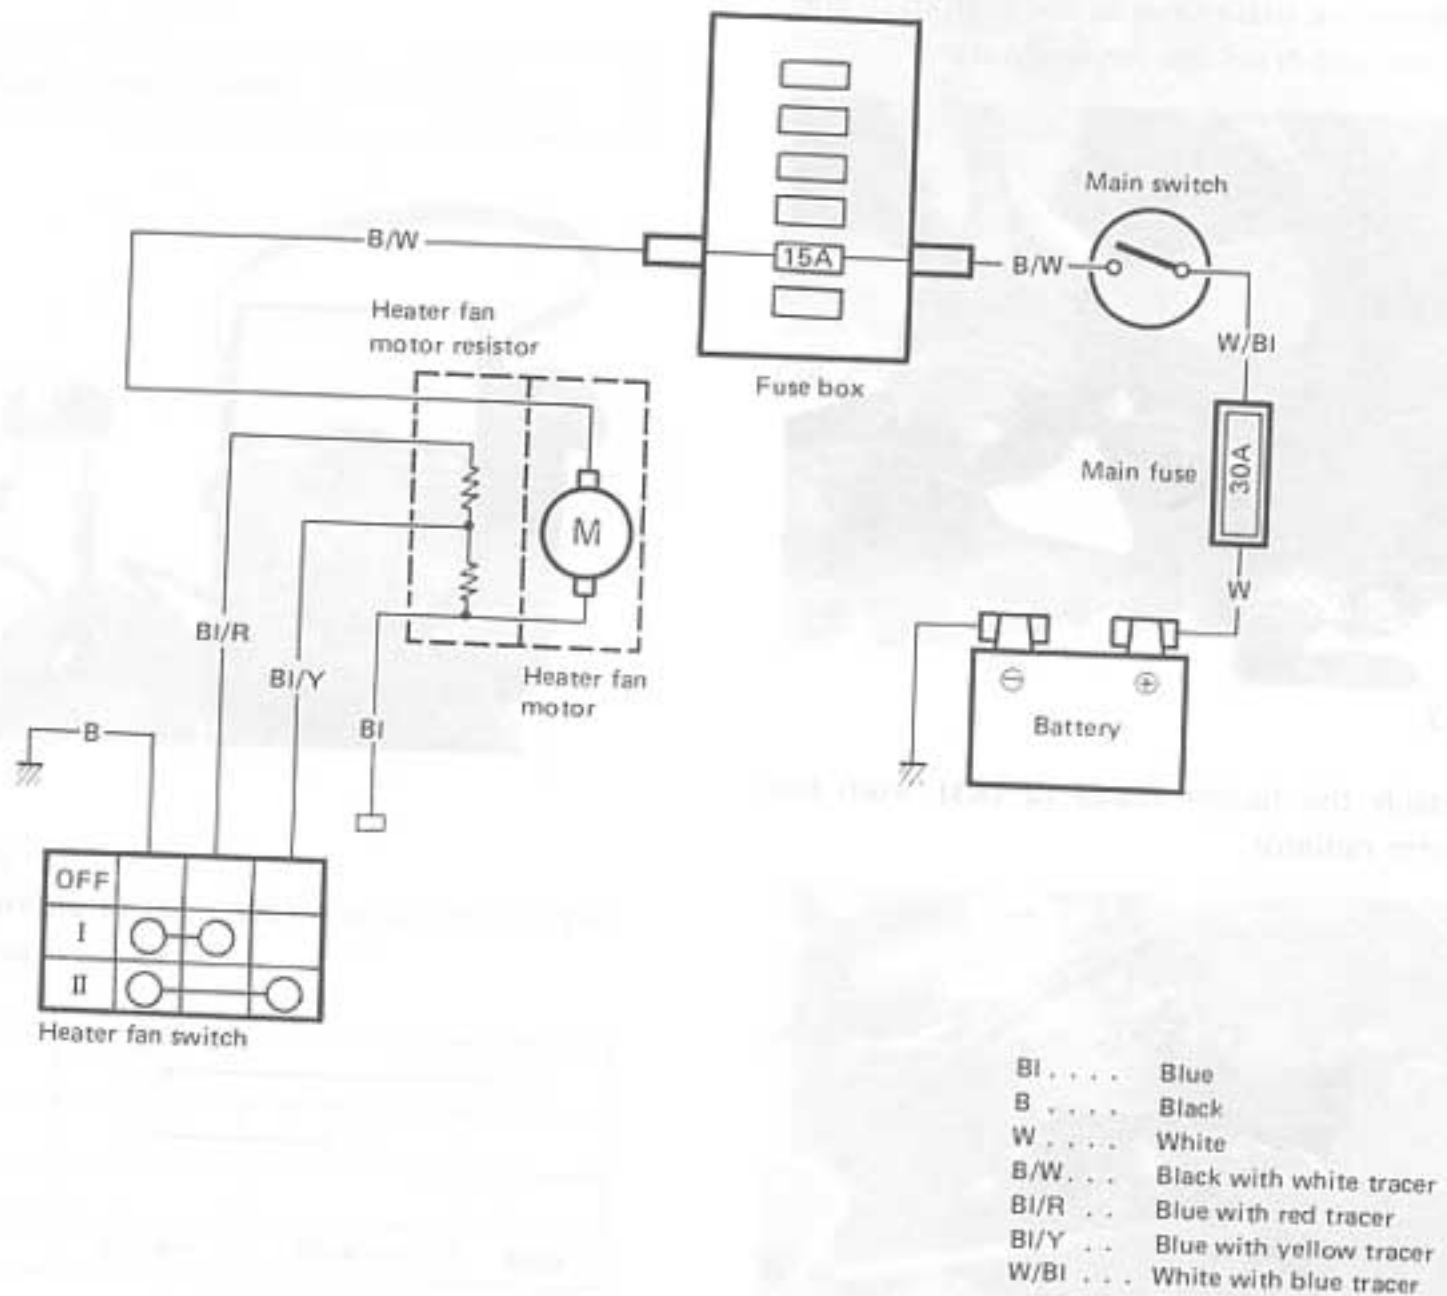 Main switch
B/W
15A
B/W
Heater fan
motor resistor
W/Bl
Fuse box
Main fuse
30A
M
W
Bl/R
Bl/Y
Heater fan
motor
⊖
⊕
Bl
B
Battery
OFF
I
II
Heater fan switch
Bl . . . . Blue
B . . . . Black
W . . . . White
B/W . . . Black with white tracer
Bl/R . . Blue with red tracer
Bl/Y . . Blue with yellow tracer
W/Bl . . . White with blue tracer